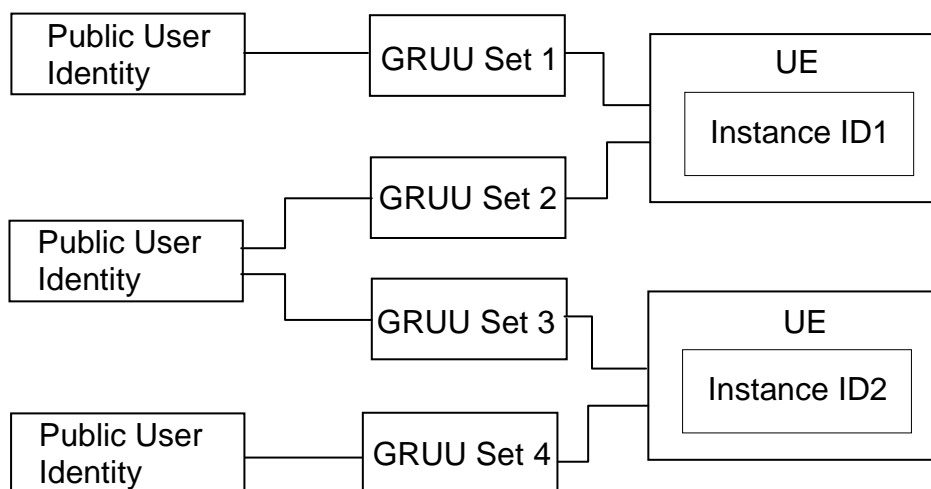 Public User
Identity
GRUU Set 1
UE
Instance ID1
GRUU Set 2
Public User
Identity
GRUU Set 3
UE
Instance ID2
Public User
Identity
GRUU Set 4